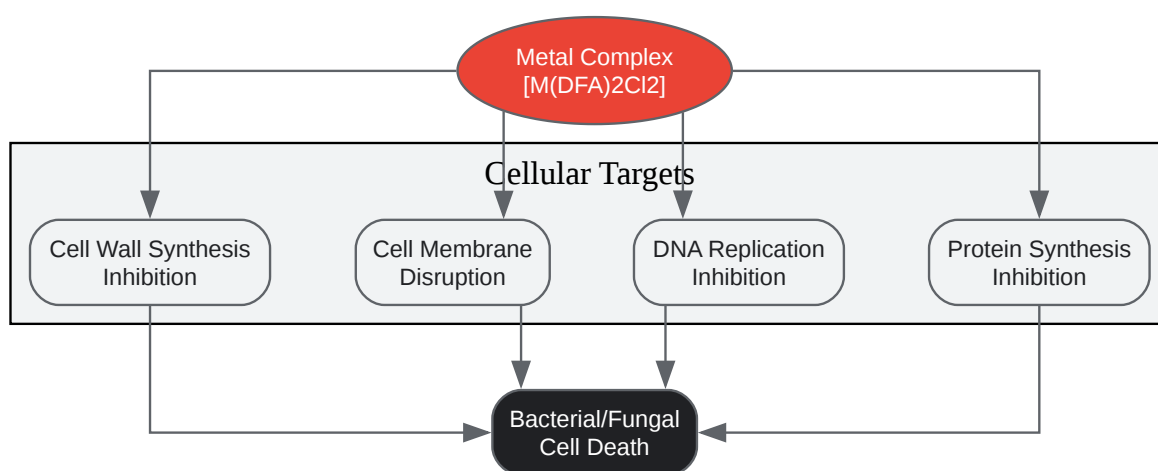 Metal Complex
[M(DFA)2Cl2]
Cellular Targets
Cell Wall Synthesis
Inhibition
Cell Membrane
Disruption
DNA Replication
Inhibition
Protein Synthesis
Inhibition
Bacterial/Fungal
Cell Death